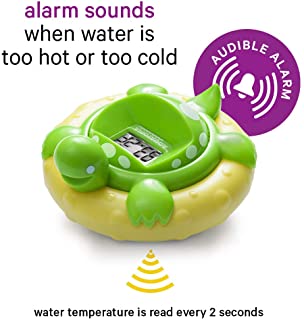 alarm sounds
when water is
too hot or too cold
AUDIBLE ALARM
water temperature is read every 2 seconds